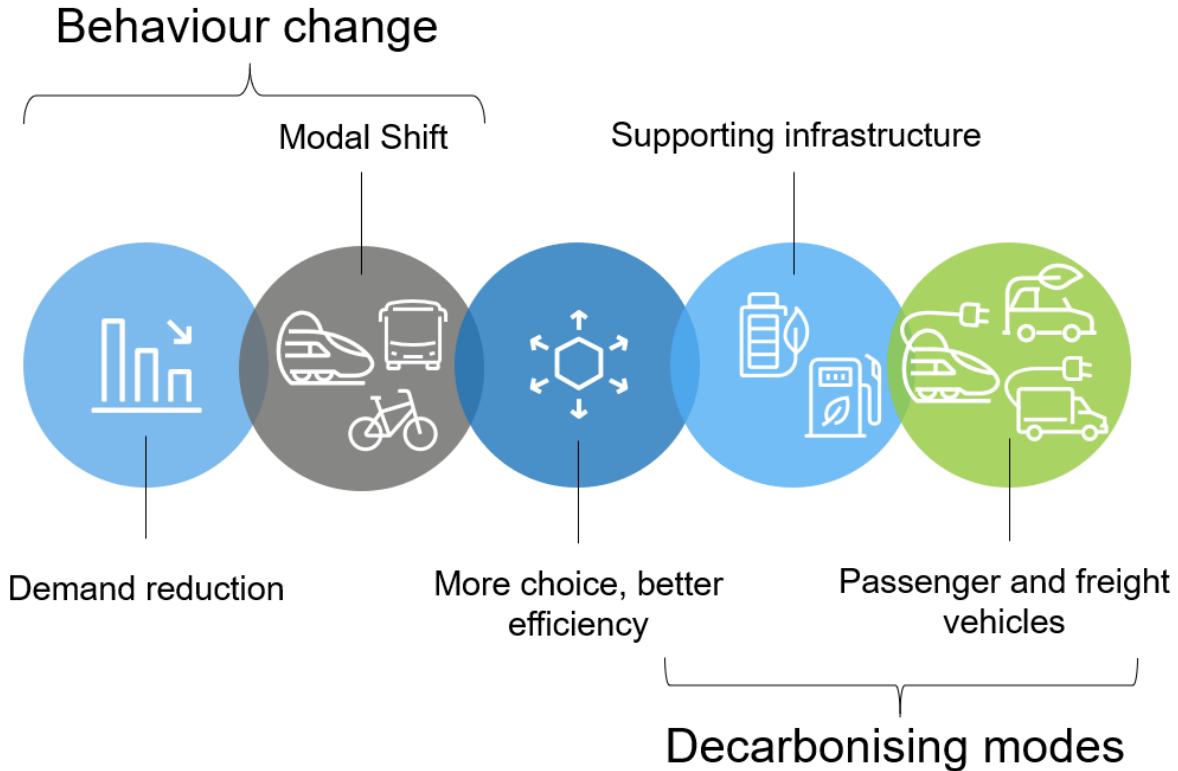 Behaviour change
Modal Shift
Supporting infrastructure
Demand reduction
More choice, better
efficiency
Passenger and freight
vehicles
Decarbonising modes